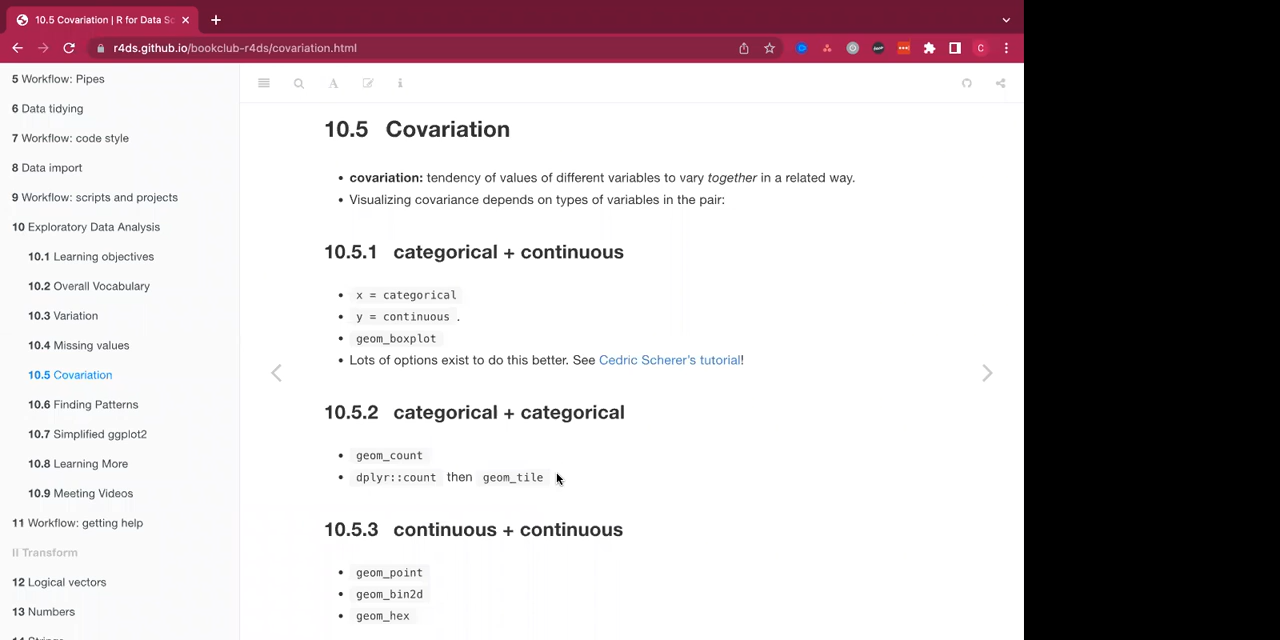 10.5 Covariation | R for Data Sc
r4ds.github.io/bookclub-r4ds/covariation.html
C
5 Workflow: Pipes
6 Data tidying
7 Workflow: code style
8 Data import
9 Workflow: scripts and projects
10 Exploratory Data Analysis
10.1 Learning objectives
10.2 Overall Vocabulary
10.3 Variation
10.4 Missing values
10.5 Covariation
10.6 Finding Patterns
10.7 Simplified ggplot2
10.8 Learning More
10.9 Meeting Videos
11 Workflow: getting help
II Transform
12 Logical vectors
13 Numbers
10.5 Covariation
• covariation: tendency of values of different variables to vary together in a related way.
• Visualizing covariance depends on types of variables in the pair:
10.5.1 categorical + continuous
• x = categorical
• y = continuous .
• geom_boxplot
• Lots of options exist to do this better. See Cedric Scherer's tutorial!
10.5.2 categorical + categorical
• geom_count
• dplyr::count then geom_tile
10.5.3 continuous + continuous
• geom_point
• geom_bin2d
• geom_hex